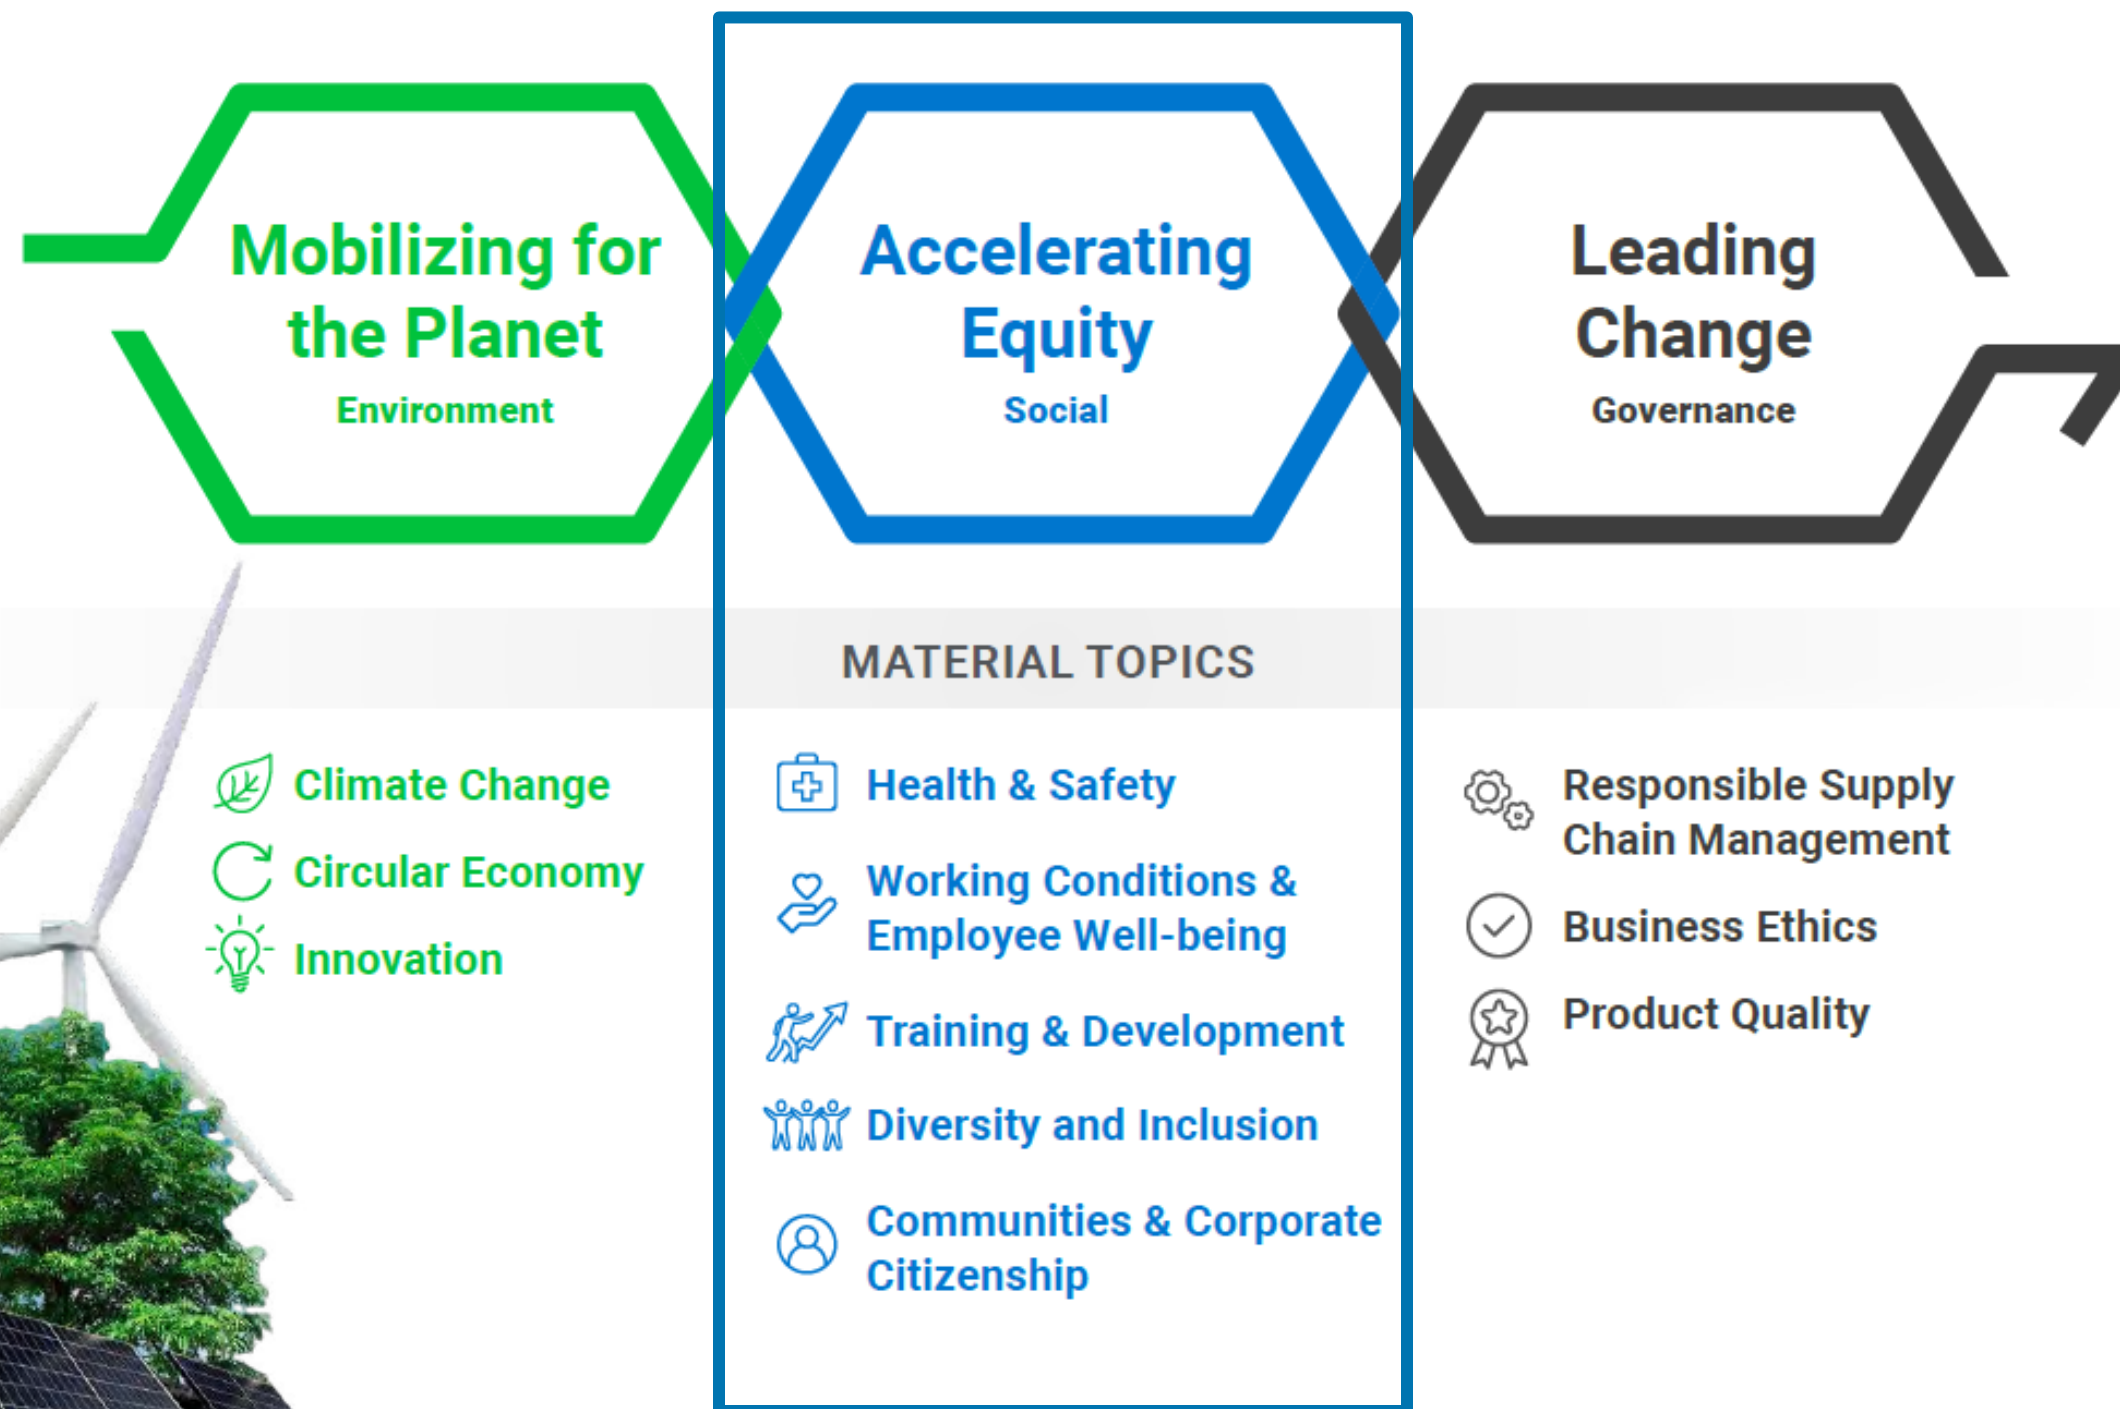 Mobilizing for
the Planet
Environment
Accelerating
Equity
Social
Leading
Change
Governance
MATERIAL TOPICS
Climate Change
Circular Economy
Innovation
Health & Safety
Working Conditions &
Employee Well-being
Training & Development
Diversity and Inclusion
Communities & Corporate
Citizenship
Responsible Supply
Chain Management
Business Ethics
Product Quality